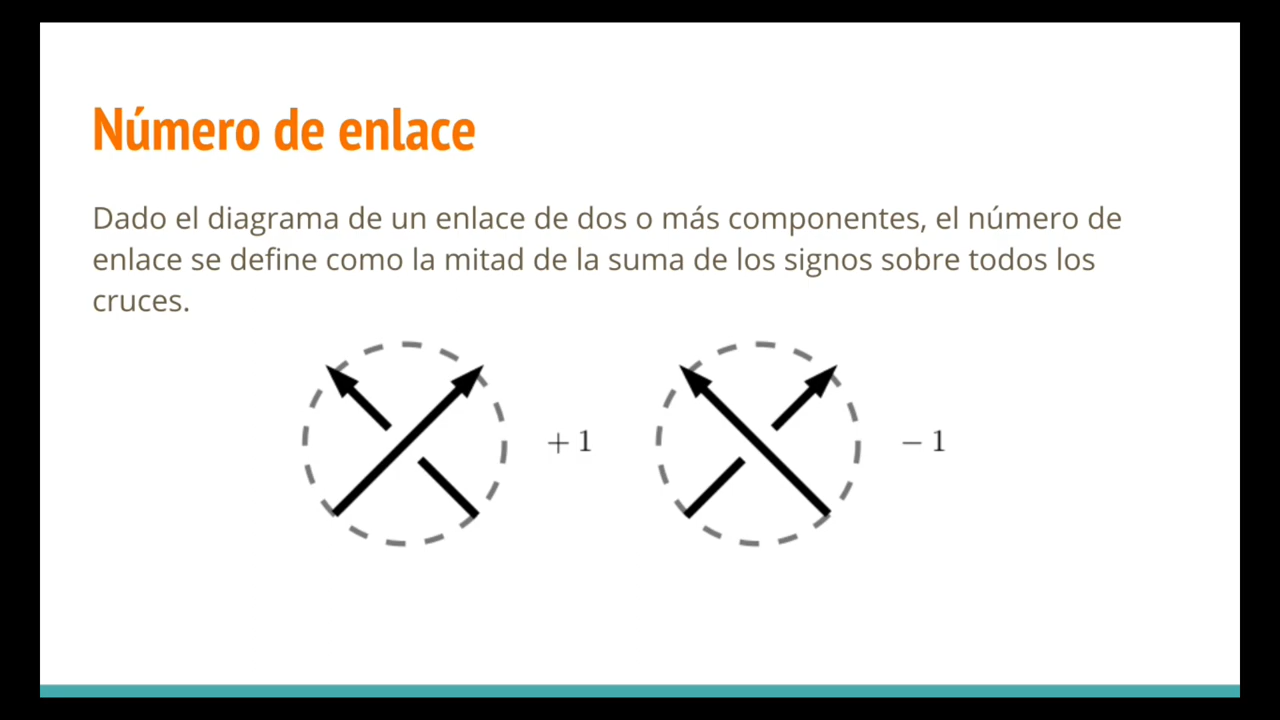 Número de enlace
Dado el diagrama de un enlace de dos o más componentes, el número de
enlace se define como la mitad de la suma de los signos sobre todos los
cruces.
+ 1
− 1